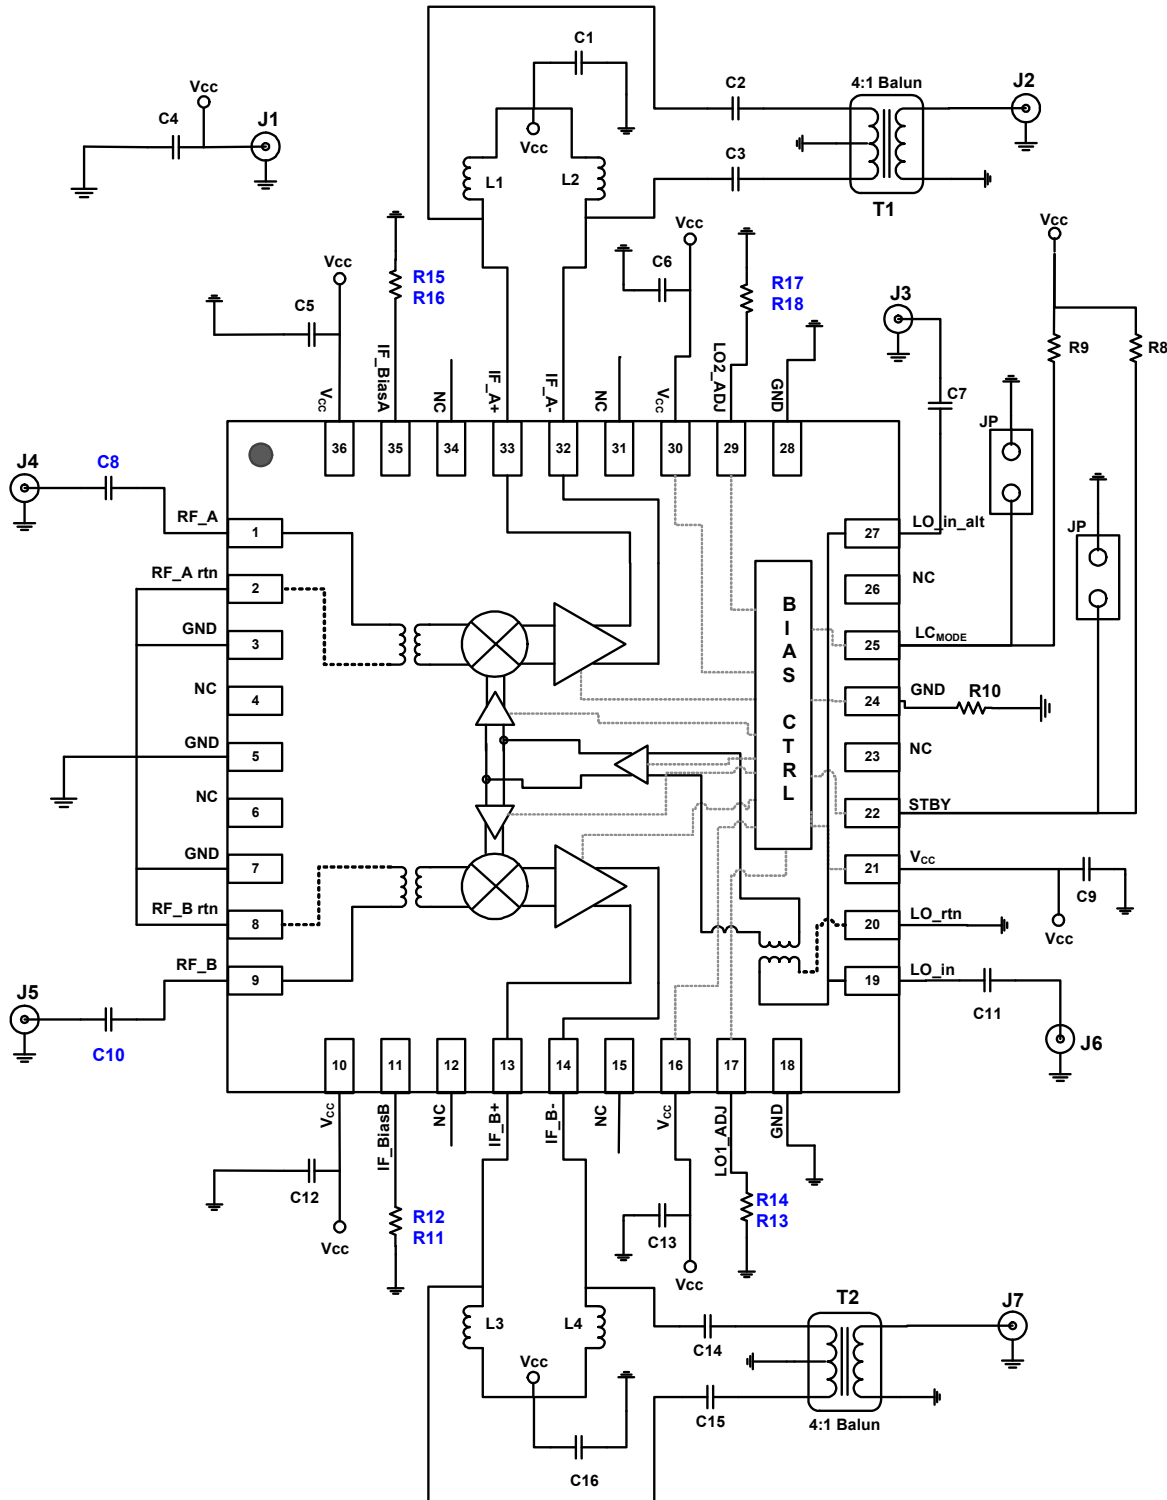 C1
Vcc
C4
J1
C2
4:1 Balun
J2
Vcc
C3
L1
L2
T1
Vcc
Vcc
C6
Vcc
R15
R16
R17
R18
J3
C5
R9
R8
C7
JP
JP
Vcc
IF_BiasA
NC
IF_A+
IF_A-
NC
Vcc
LO2_ADJ
GND
36
35
34
33
32
31
30
29
28
J4
C8
RF_A
1
RF_A rtn
2
GND
3
NC
4
GND
5
NC
6
GND
7
RF_B rtn
8
RF_B
9
J5
C10
BIAS
CTRL
27
LO_in_alt
26
NC
25
LCMODE
24
GND
R10
23
NC
22
STBY
21
Vcc
C9
20
LO_rtn
Vcc
19
LO_in
C11
J6
10
11
12
13
14
15
16
17
18
Vcc
IF_BiasB
NC
IF_B+
IF_B-
NC
Vcc
LO1_ADJ
GND
C12
R12
R11
Vcc
C13
R14
R13
Vcc
L3
L4
C14
T2
J7
Vcc
C15
4:1 Balun
C16